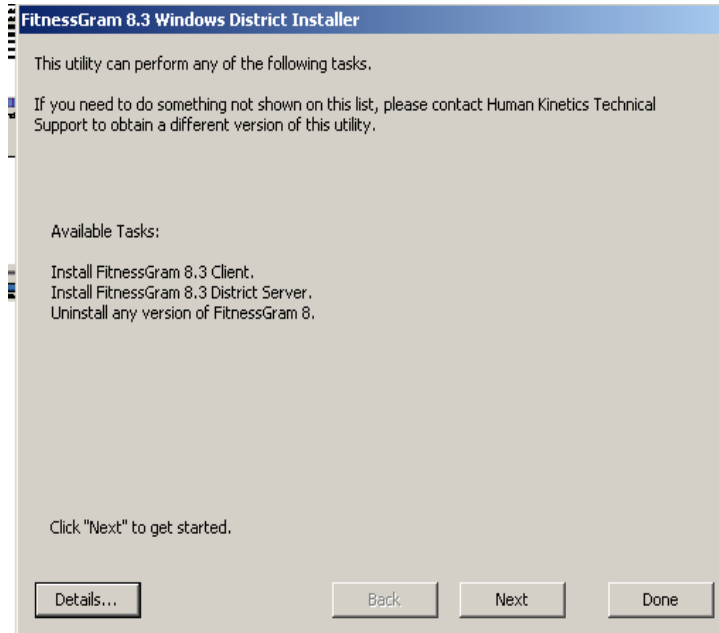 FitnessGram 8.3 Windows District Installer
This utility can perform any of the following tasks.
If you need to do something not shown on this list, please contact Human Kinetics Technical
Support to obtain a different version of this utility.
Available Tasks:
Install FitnessGram 8.3 Client.
Install FitnessGram 8.3 District Server.
Uninstall any version of FitnessGram 8.
Click "Next" to get started.
Details... Back Next Done